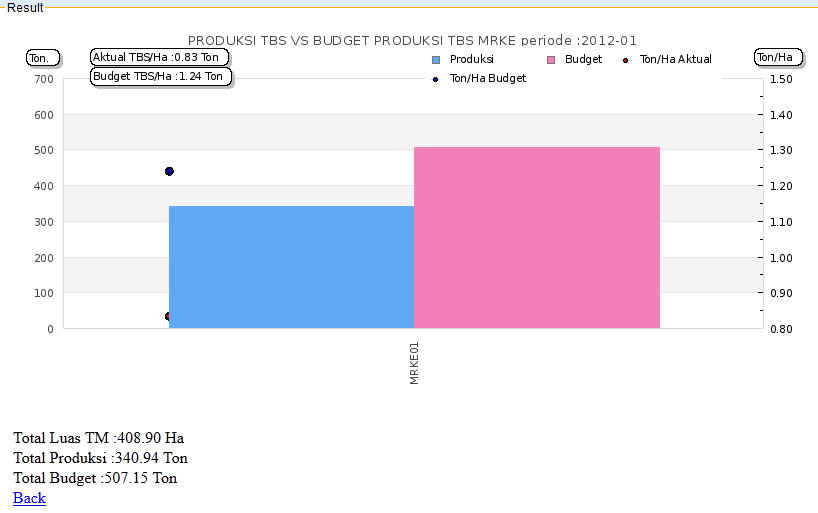 Result
PRODUKSI TBS VS BUDGET PRODUKSI TBS MRKE periode :2012-01
Ton.
Aktual TBS/Ha :0.83 Ton
Budget TBS/Ha :1.24 Ton
Produksi
Budget
Ton/Ha Aktual
Ton/Ha Budget
Ton/Ha
700
600
500
400
300
200
100
0
1.50
1.40
1.30
1.20
1.10
1.00
0.90
0.80
MRKE01
Total Luas TM :408.90 Ha
Total Produksi :340.94 Ton
Total Budget :507.15 Ton
Back